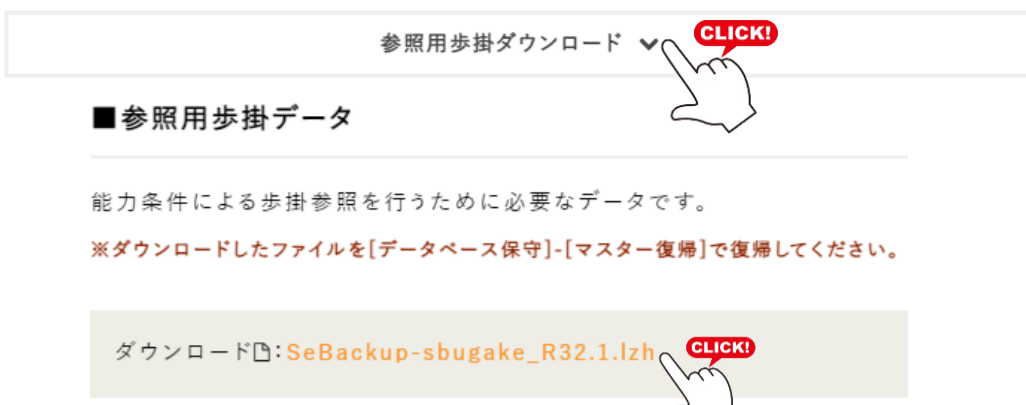 参照用歩掛ダウンロード
CLICK!
■参照用歩掛データ
能力条件による歩掛参照を行うために必要なデータです。
※ダウンロードしたファイルを[データベース保守]-[マスター復帰]で復帰してください。
ダウンロード:SeBackup-sbugake_R32.1.lzh
CLICK!